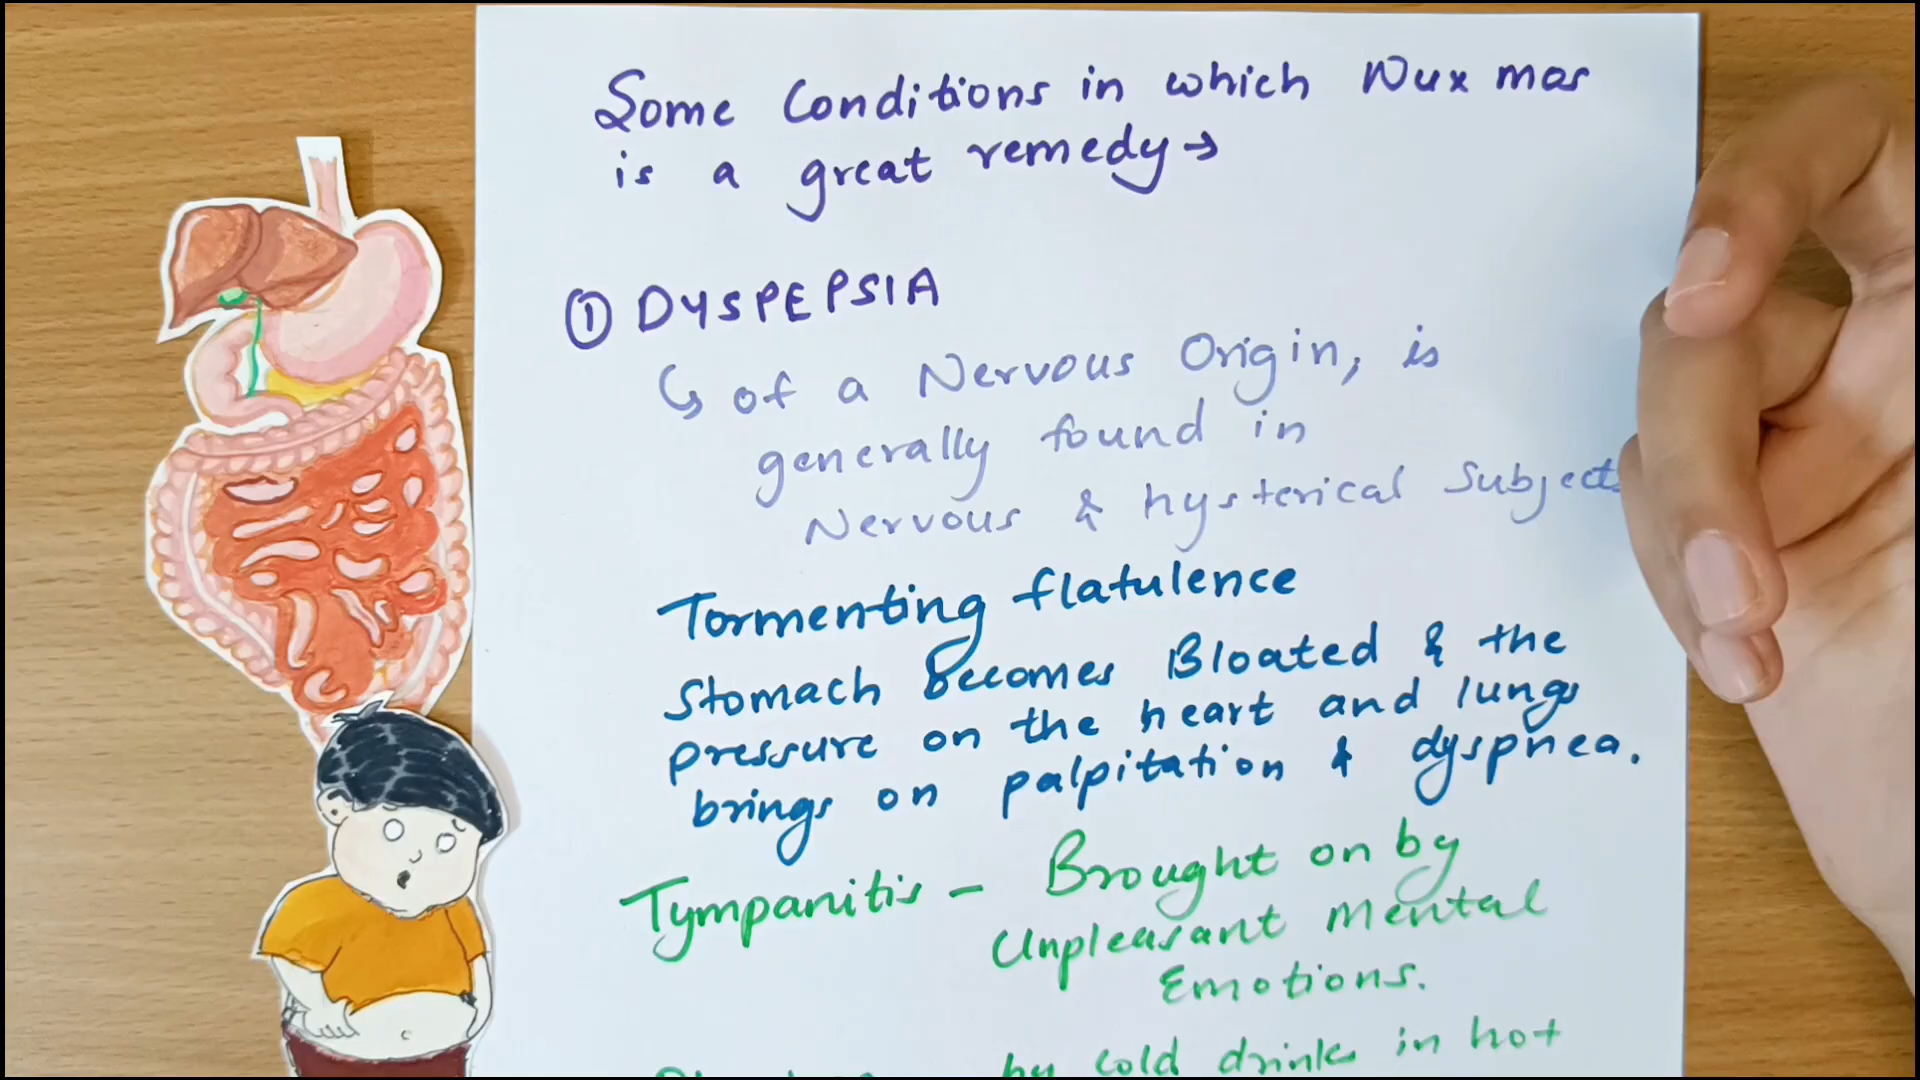 Some Conditions in which Nux mos
is a great remedy →
① DYSPEPSIA
↳ of a Nervous Origin, is
generally found in
Nervous & hysterical Subjects
Tormenting flatulence
Stomach becomes Bloated & the
pressure on the heart and lungs
brings on palpitation & dyspnea.
Tympanitis - Brought on by
Unpleasant Mental
Emotions.
by cold drinks in hot